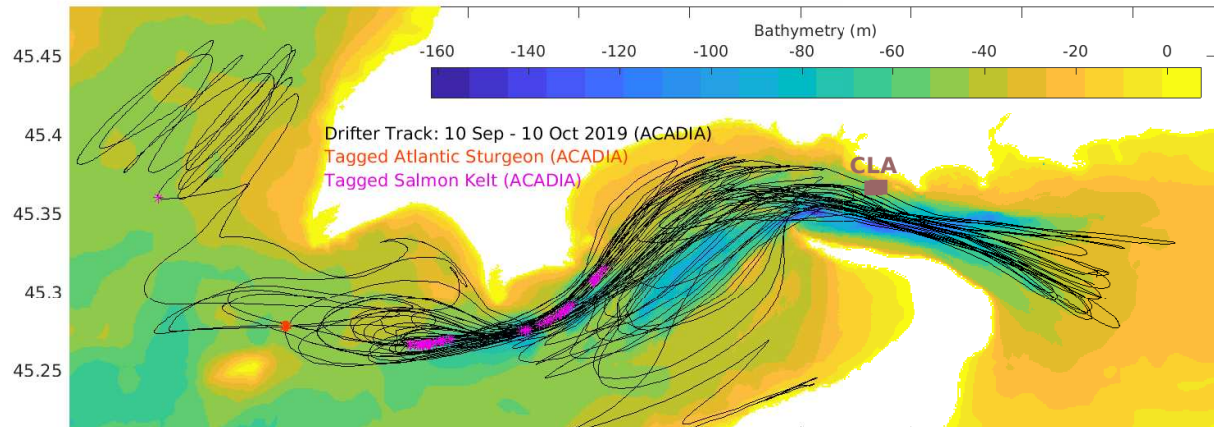 Bathymetry (m)
-160 -140 -120 -100 -80 -60 -40 -20 0
45.45
45.4
45.35
45.3
45.25
Drifter Track: 10 Sep - 10 Oct 2019 (ACADIA)
Tagged Atlantic Sturgeon (ACADIA)
Tagged Salmon Kelt (ACADIA)
CLA